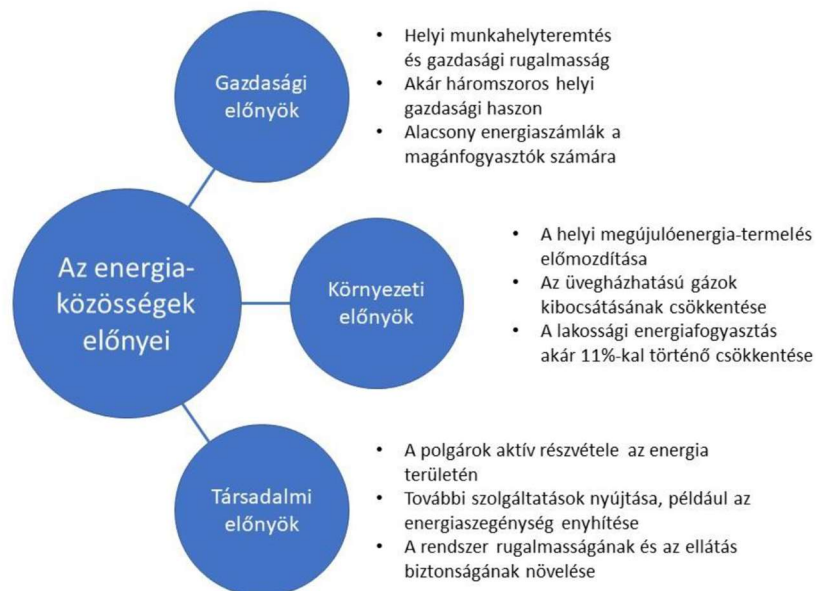 Az energia-
közösségek
előnyei
Gazdasági
előnyök
• Helyi munkahelyteremtés
és gazdasági rugalmasság
• Akár háromszoros helyi
gazdasági haszon
• Alacsony energiaszámlák a
magánfogyasztók számára
Környezeti
előnyök
• A helyi megújulóenergia-termelés
előmozdítása
• Az üvegházhatású gázok
kibocsátásának csökkentése
• A lakossági energiafogyasztás
akár 11%-kal történő csökkentése
Társadalmi
előnyök
• A polgárok aktív részvétele az energia
területén
• További szolgáltatások nyújtása, például az
energiaszegénység enyhítése
• A rendszer rugalmasságának és az ellátás
biztonságának növelése